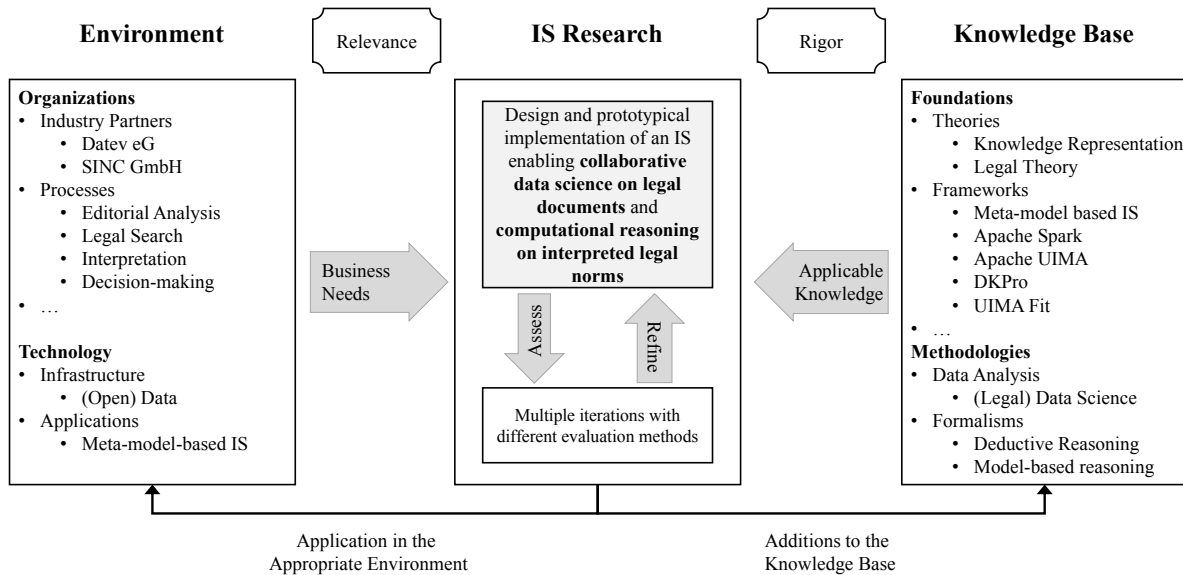 Environment
Relevance
IS Research
Rigor
Knowledge Base
Organizations
• Industry Partners
• Datev eG
• SINC GmbH
• Processes
• Editorial Analysis
• Legal Search
• Interpretation
• Decision-making
• …
Technology
• Infrastructure
• (Open) Data
• Applications
• Meta-model-based IS
Business
Needs
Design and prototypical
implementation of an IS
enabling collaborative
data science on legal
documents and
computational reasoning
on interpreted legal
norms
Assess
Refine
Multiple iterations with
different evaluation methods
Applicable
Knowledge
Foundations
• Theories
• Knowledge Representation
• Legal Theory
• Frameworks
• Meta-model based IS
• Apache Spark
• Apache UIMA
• DKPro
• UIMA Fit
• …
Methodologies
• Data Analysis
• (Legal) Data Science
• Formalisms
• Deductive Reasoning
• Model-based reasoning
Application in the
Appropriate Environment
Additions to the
Knowledge Base